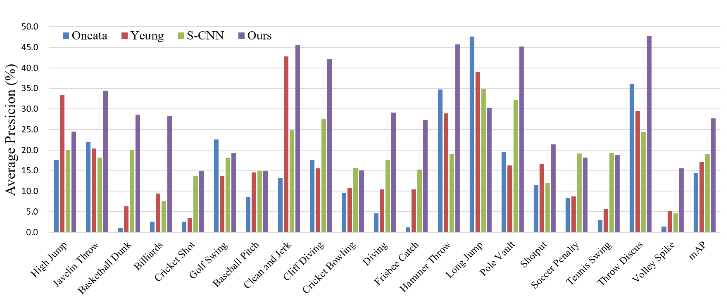 Average Presicion (%)
50.0
45.0
40.0
35.0
30.0
25.0
20.0
15.0
10.0
5.0
0.0
Oneata Yeung S-CNN Ours
High Jump
Javelin Throw
Basketball Dunk
Billiards
Cricket Shot
Golf Swing
Baseball Pitch
Clean and Jerk
Cliff Diving
Cricket Bowling
Diving
Frisbee Catch
Hammer Throw
Long Jump
Pole Vault
Shotput
Soccer Penalty
Tennis Swing
Throw Discus
Volley Spike
mAP